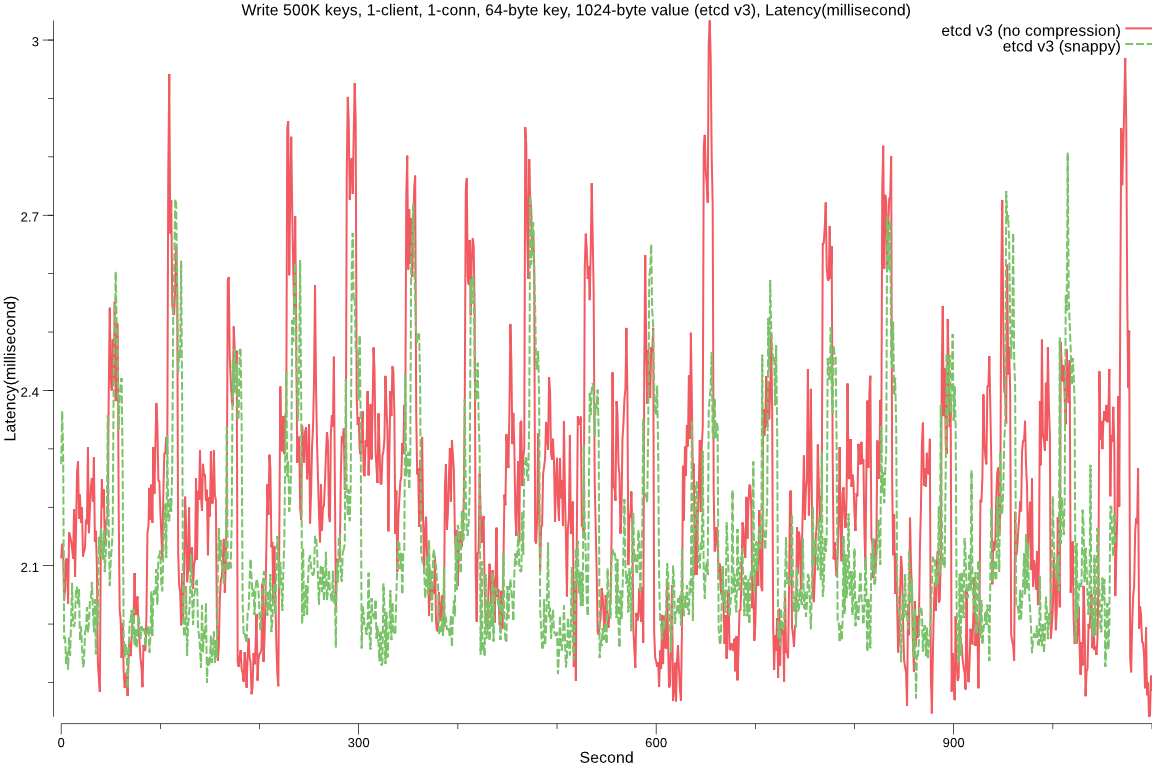 Write 500K keys, 1-client, 1-conn, 64-byte key, 1024-byte value (etcd v3), Latency(millisecond)
etcd v3 (no compression)
etcd v3 (snappy)
3
2.7
2.4
2.1
Latency(millisecond)
0
300
600
900
Second